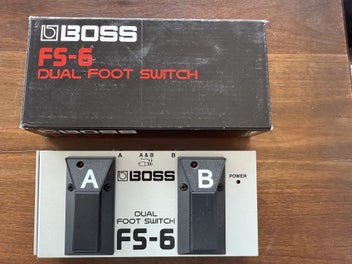 BOSS
FS-6
DUAL FOOT SWITCH
A A&B B
A BOSS B
POWER
DUAL
FOOT SWITCH
FS-6